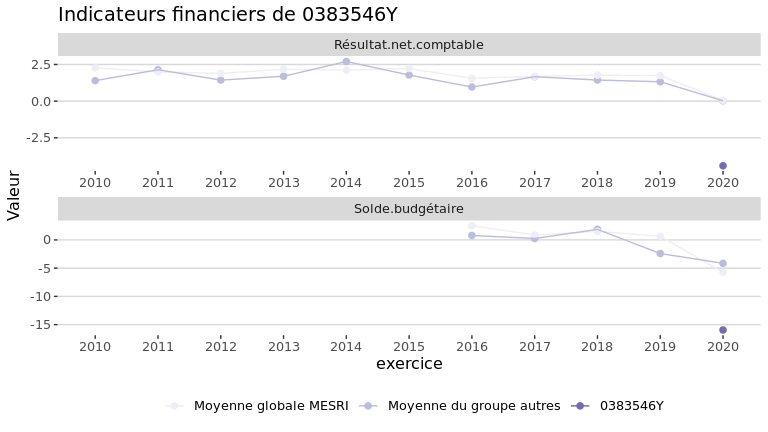 Indicateurs financiers de 0383546Y
Résultat.net.comptable
2.5
0.0
-2.5
2010 2011 2012 2013 2014 2015 2016 2017 2018 2019 2020
Valeur
Solde.budgétaire
0
-5
-10
-15
2010 2011 2012 2013 2014 2015 2016 2017 2018 2019 2020
exercice
Moyenne globale MESRI Moyenne du groupe autres 0383546Y